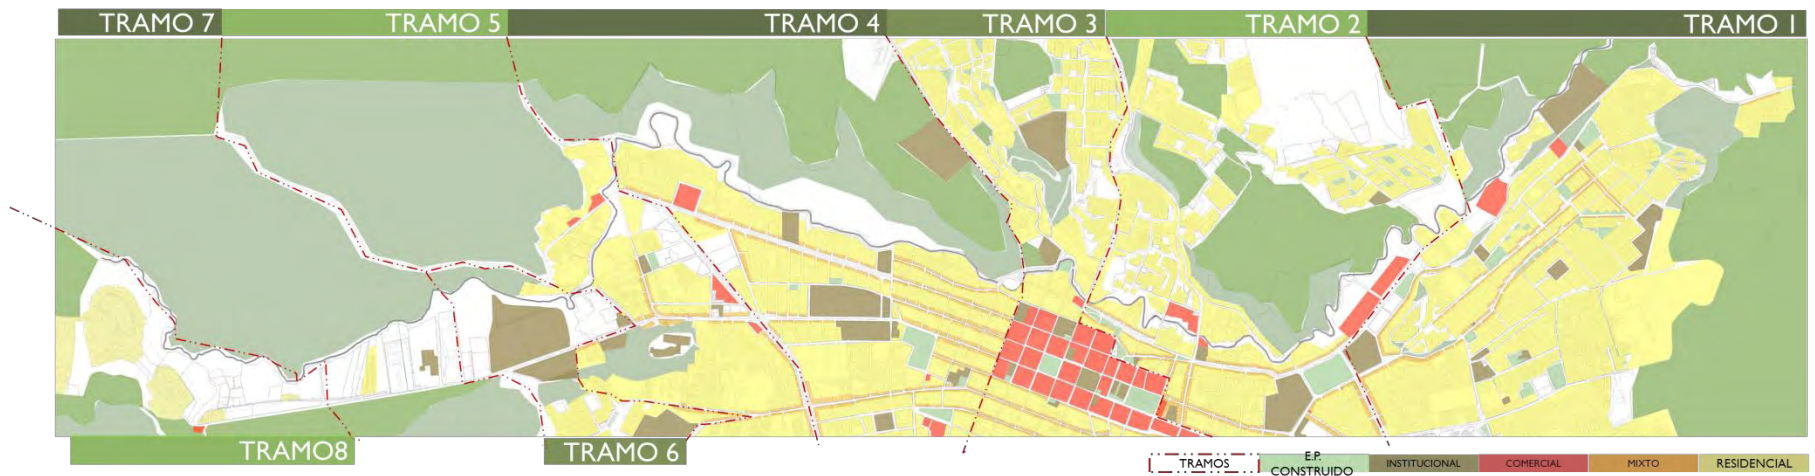 TRAMO 7
TRAMO 5
TRAMO 4
TRAMO 3
TRAMO 2
TRAMO 1
TRAMO8
TRAMO 6
TRAMOS
E.P.
CONSTRUIDO
INSTITUCIONAL
COMERCIAL
MIXTO
RESIDENCIAL